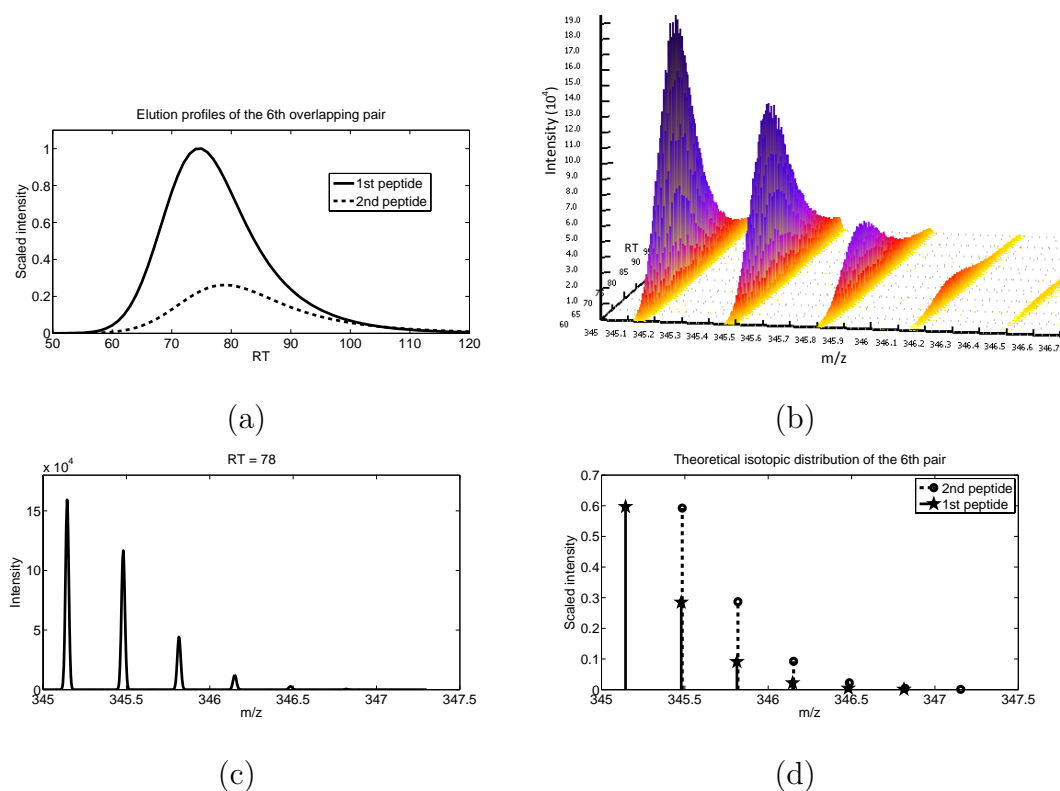 Elution profiles of the 6th overlapping pair
1
0.8
0.6
0.4
0.2
0
Scaled intensity
1st peptide
2nd peptide
50 60 70 80 90 100 110 120
RT
(a)
19.0
18.0
17.0
16.0
15.0
14.0
13.0
12.0
11.0
10.0
9.0
8.0
7.0
6.0
5.0
4.0
3.0
2.0
1.0
Intensity (10⁴)
RT
90
85
80
70
65
60
345 345.1 345.2 345.3 345.4 345.5 345.6 345.7 345.8 345.9 346 346.1 346.2 346.3 346.4 346.5 346.6 346.7
m/z
(b)
x 10⁴
RT = 78
15
10
5
0
Intensity
345 345.5 346 346.5 347 347.5
m/z
(c)
Theoretical isotopic distribution of the 6th pair
0.7
0.6
0.5
0.4
0.3
0.2
0.1
0
Scaled intensity
2nd peptide
1st peptide
345 345.5 346 346.5 347 347.5
m/z
(d)